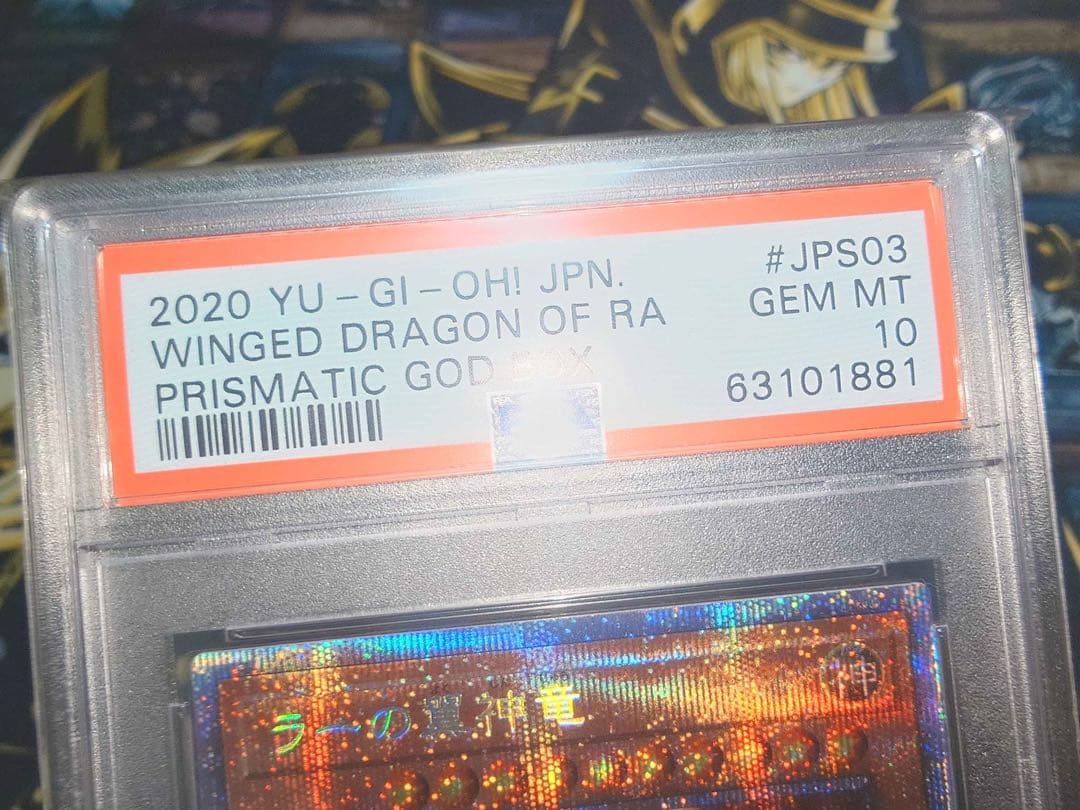 2020 YU-GI-OH! JPN.
#JPS03
WINGED DRAGON OF RA
GEM MT
PRISMATIC GOD BOX
10
63101881
ラーの翼神竜
神